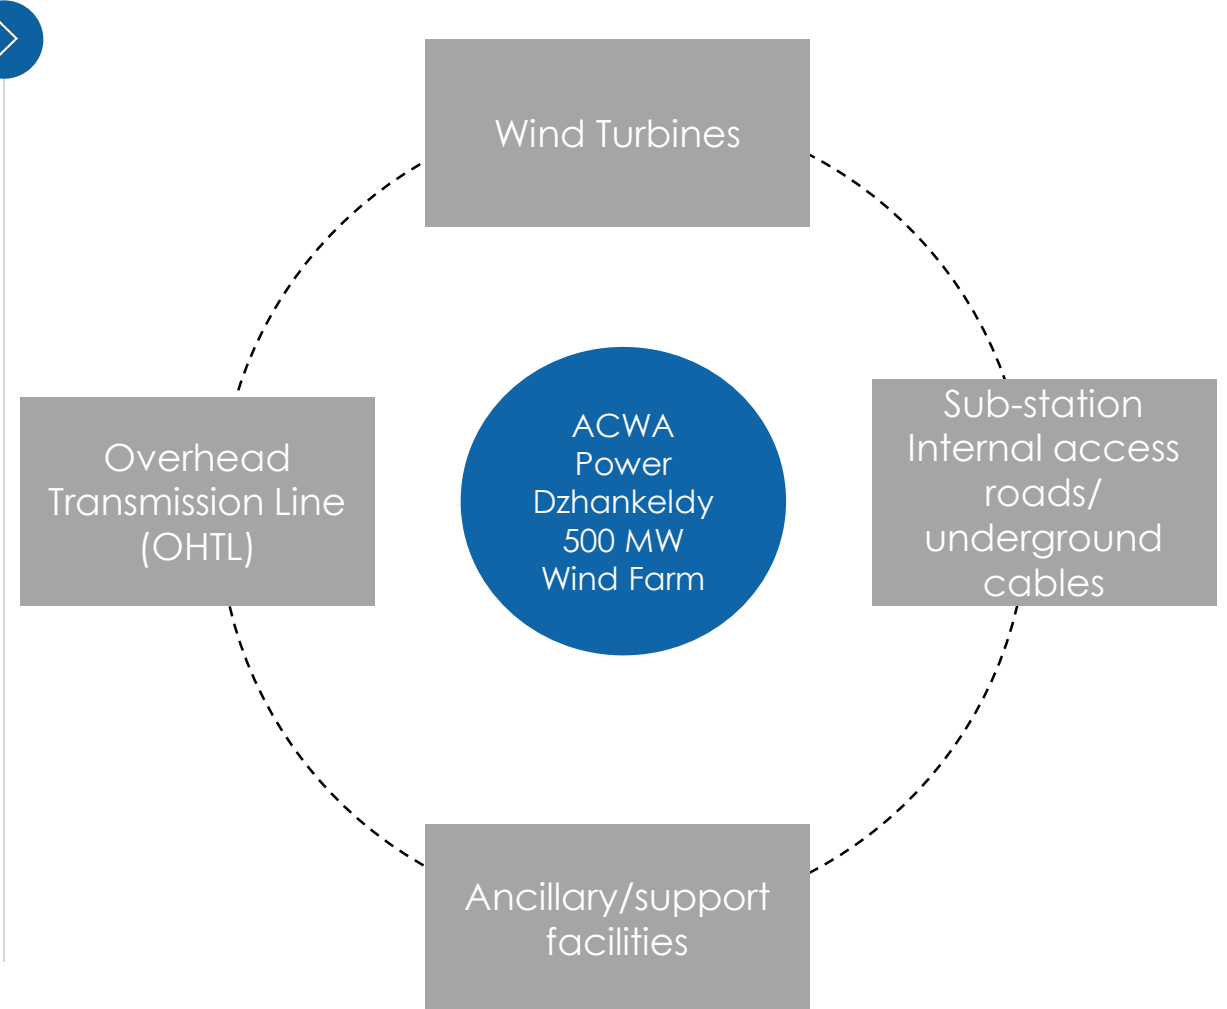 Wind Turbines
Overhead
Transmission Line
(OHTL)
ACWA
Power
Dzhankeldy
500 MW
Wind Farm
Sub-station
Internal access
roads/
underground
cables
Ancillary/support
facilities